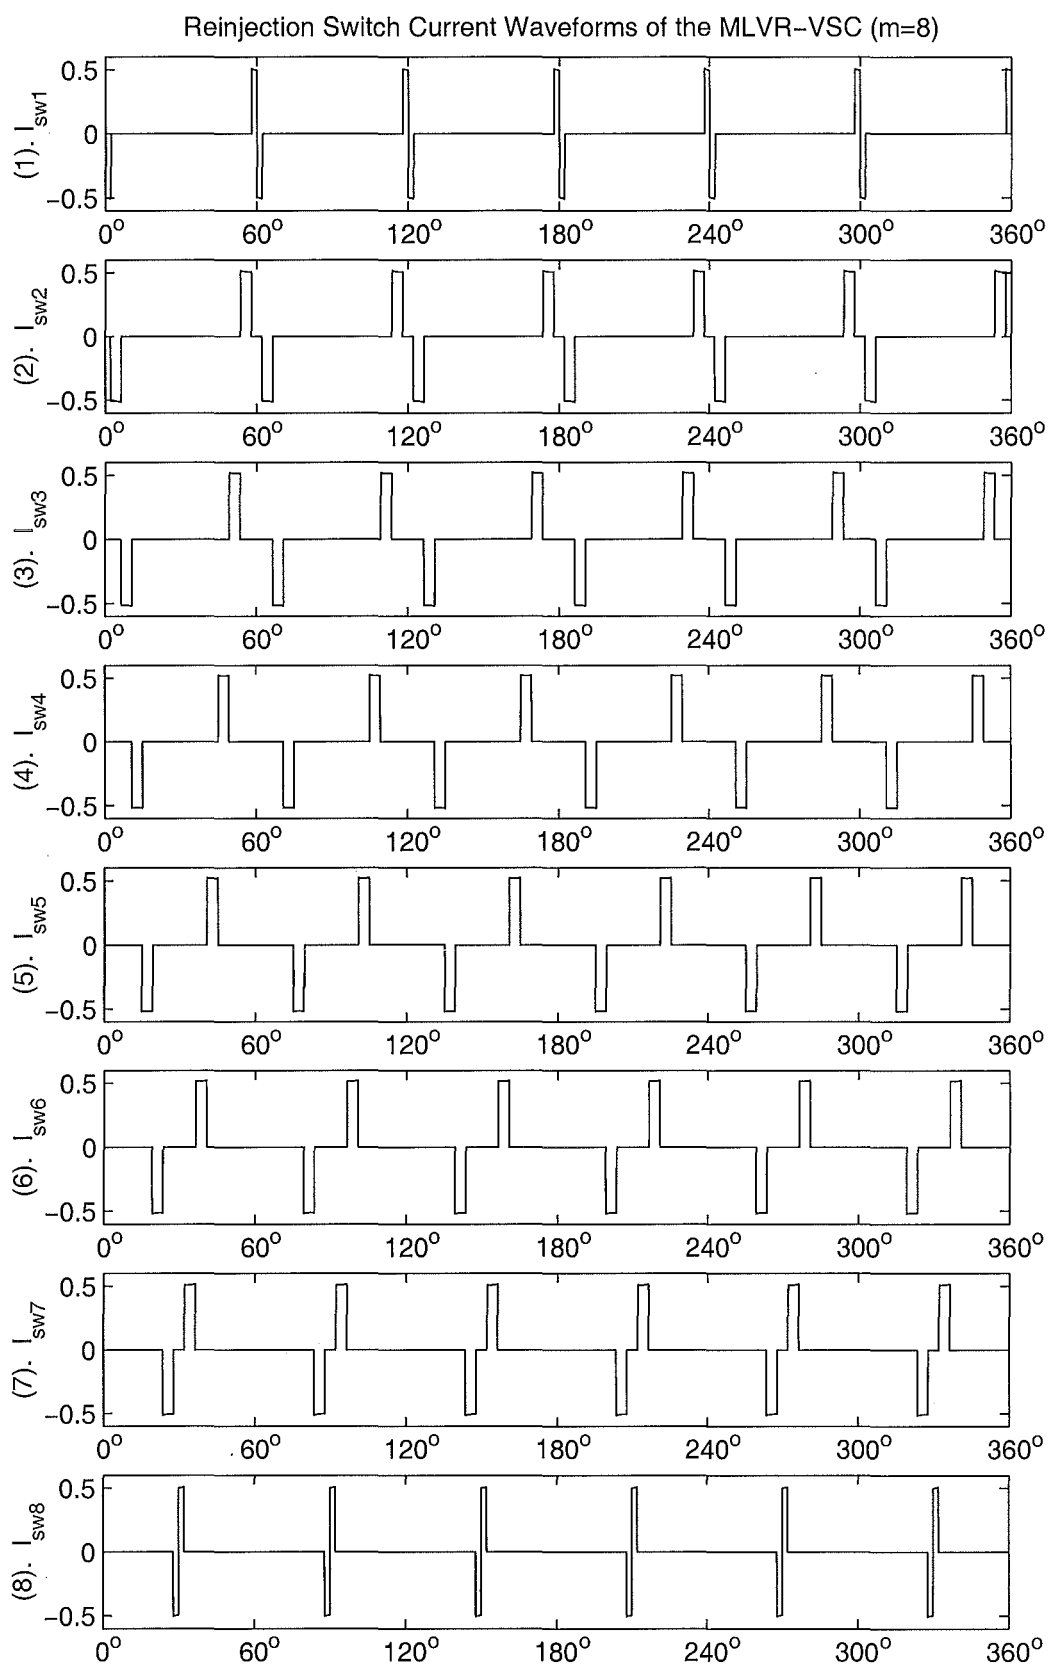 Reinjection Switch Current Waveforms of the MLVR−VSC (m=8)
(1). I_sw1
0.5
0
−0.5
0° 60° 120° 180° 240° 300° 360°
(2). I_sw2
0.5
0
−0.5
0° 60° 120° 180° 240° 300° 360°
(3). I_sw3
0.5
0
−0.5
0° 60° 120° 180° 240° 300° 360°
(4). I_sw4
0.5
0
−0.5
0° 60° 120° 180° 240° 300° 360°
(5). I_sw5
0.5
0
−0.5
0° 60° 120° 180° 240° 300° 360°
(6). I_sw6
0.5
0
−0.5
0° 60° 120° 180° 240° 300° 360°
(7). I_sw7
0.5
0
−0.5
0° 60° 120° 180° 240° 300° 360°
(8). I_sw8
0.5
0
−0.5
0° 60° 120° 180° 240° 300° 360°